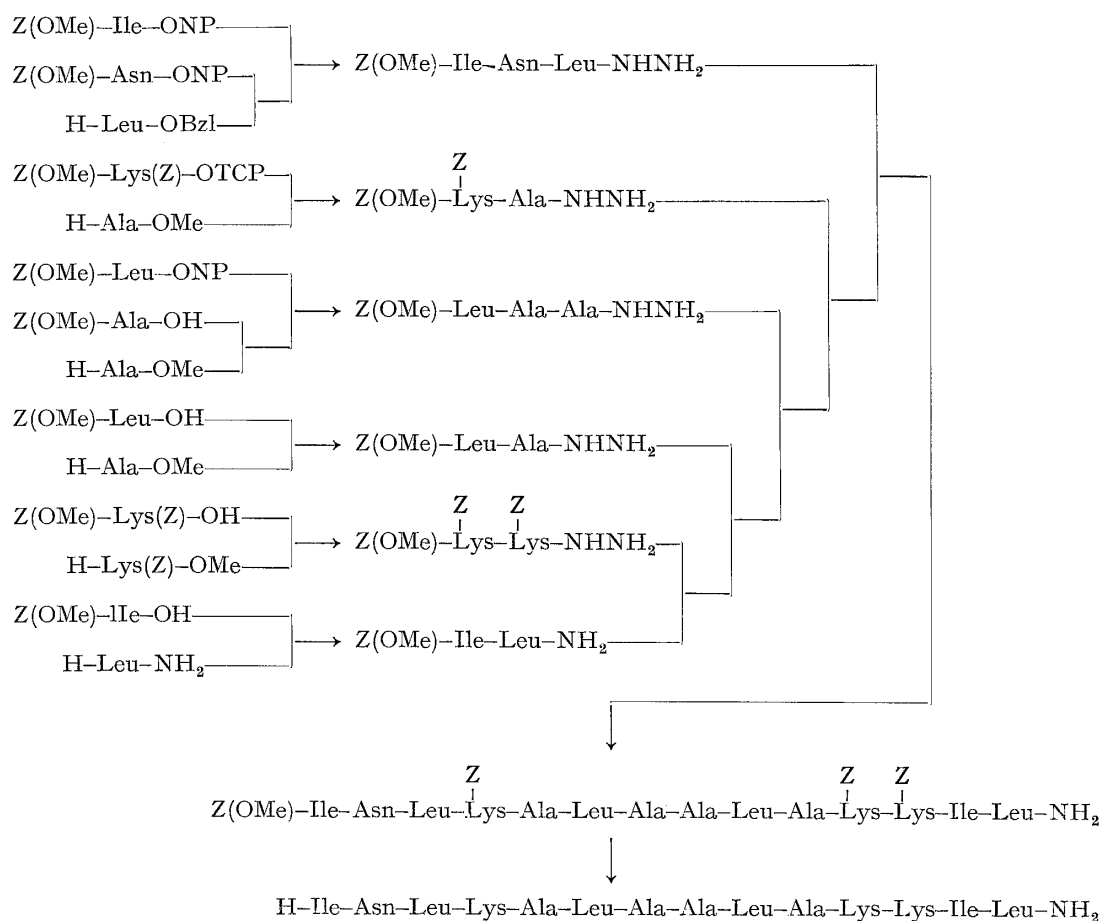 Z(OMe)–Ile–ONP
Z(OMe)–Ile–Asn–Leu–NHNH₂
Z(OMe)–Asn–ONP
H–Leu–OBzl
Z(OMe)–Lys(Z)–OTCP
Z
Z(OMe)–Lys–Ala–NHNH₂
H–Ala–OMe
Z(OMe)–Leu–ONP
Z(OMe)–Leu–Ala–Ala–NHNH₂
Z(OMe)–Ala–OH
H–Ala–OMe
Z(OMe)–Leu–OH
Z(OMe)–Leu–Ala–NHNH₂
H–Ala–OMe
Z(OMe)–Lys(Z)–OH
Z Z
Z(OMe)–Lys–Lys–NHNH₂
H–Lys(Z)–OMe
Z(OMe)–lIe–OH
Z(OMe)–Ile–Leu–NH₂
H–Leu–NH₂
Z Z Z
Z(OMe)–Ile–Asn–Leu–Lys–Ala–Leu–Ala–Ala–Leu–Ala–Lys–Lys–Ile–Leu–NH₂
H–Ile–Asn–Leu–Lys–Ala–Leu–Ala–Ala–Leu–Ala–Lys–Lys–Ile–Leu–NH₂